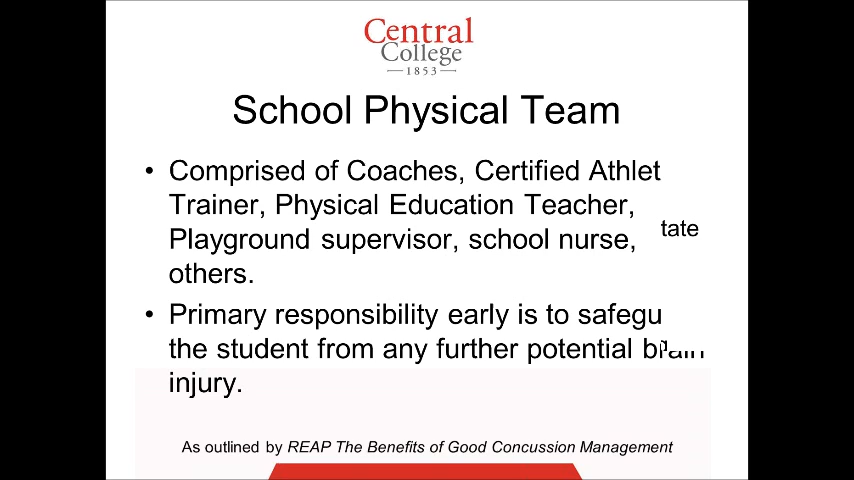 Central
College
1853
School Physical Team
• Comprised of Coaches, Certified Athlet
Trainer, Physical Education Teacher,
Playground supervisor, school nurse,
tate
others.
• Primary responsibility early is to safegu
the student from any further potential brain
injury.
As outlined by REAP The Benefits of Good Concussion Management